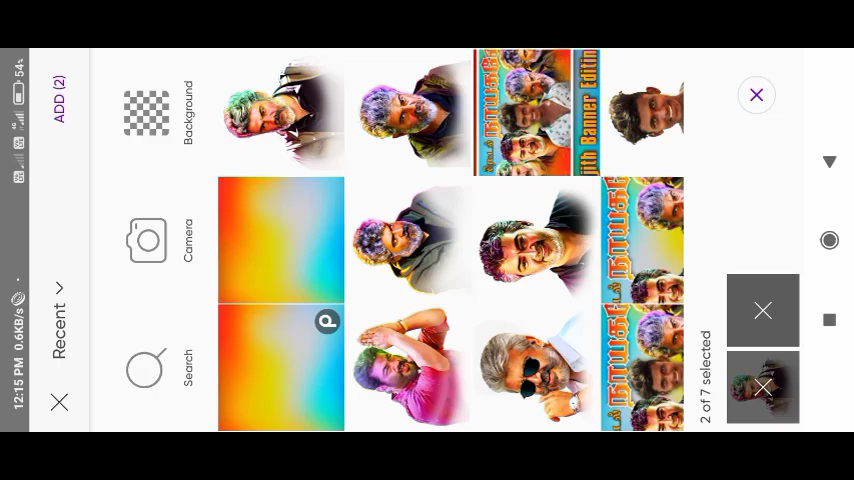 12:15 PM 0.6KB/s
54%
Recent
ADD (2)
Search
Camera
Background
நாயகன்
jith Banner Editin
2 of 7 selected